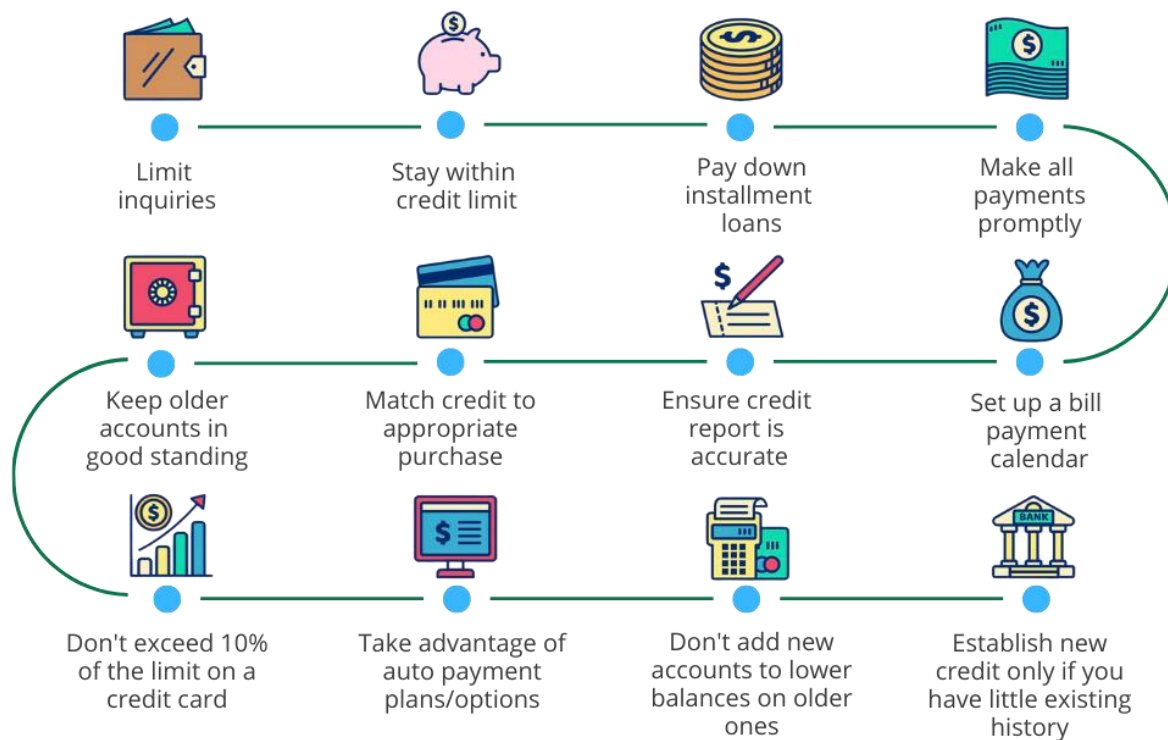 Limit
inquiries
Stay within
credit limit
Pay down
installment
loans
Make all
payments
promptly
$
Set up a bill
payment
calendar
Ensure credit
report is
accurate
Match credit to
appropriate
purchase
Keep older
accounts in
good standing
Don't exceed 10%
of the limit on a
credit card
Take advantage of
auto payment
plans/options
Don't add new
accounts to lower
balances on older
ones
BANK
Establish new
credit only if you
have little existing
history